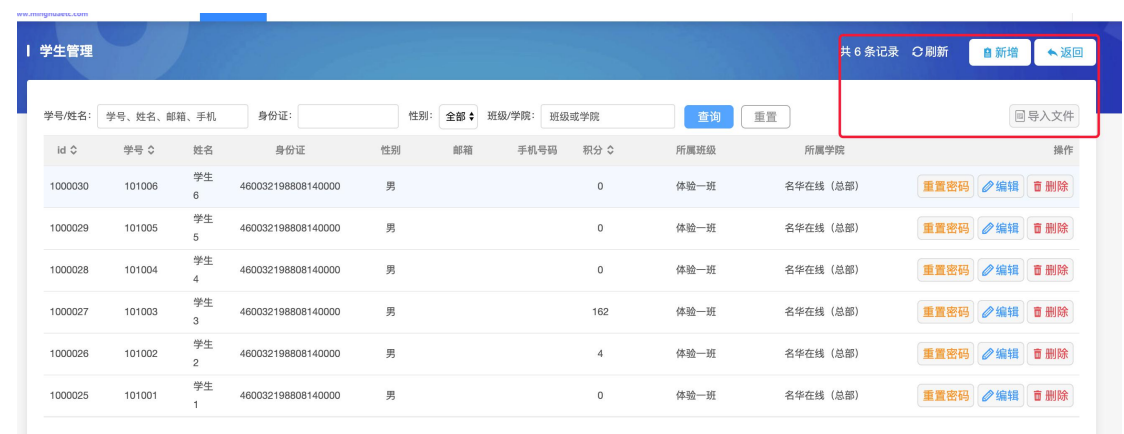 ww.minghuaetc.com
学生管理 共 6 条记录 刷新 新增 返回
学号/姓名: 学号、姓名、邮箱、手机 身份证: 性别: 全部 班级/学院: 班级或学院 查询 重置 导入文件
id 学号 姓名 身份证 性别 邮箱 手机号码 积分 所属班级 所属学院 操作
1000030 101006 学生6 460032198808140000 男 0 体验一班 名华在线（总部） 重置密码 编辑 删除
1000029 101005 学生5 460032198808140000 男 0 体验一班 名华在线（总部） 重置密码 编辑 删除
1000028 101004 学生4 460032198808140000 男 0 体验一班 名华在线（总部） 重置密码 编辑 删除
1000027 101003 学生3 460032198808140000 男 162 体验一班 名华在线（总部） 重置密码 编辑 删除
1000026 101002 学生2 460032198808140000 男 4 体验一班 名华在线（总部） 重置密码 编辑 删除
1000025 101001 学生1 460032198808140000 男 0 体验一班 名华在线（总部） 重置密码 编辑 删除